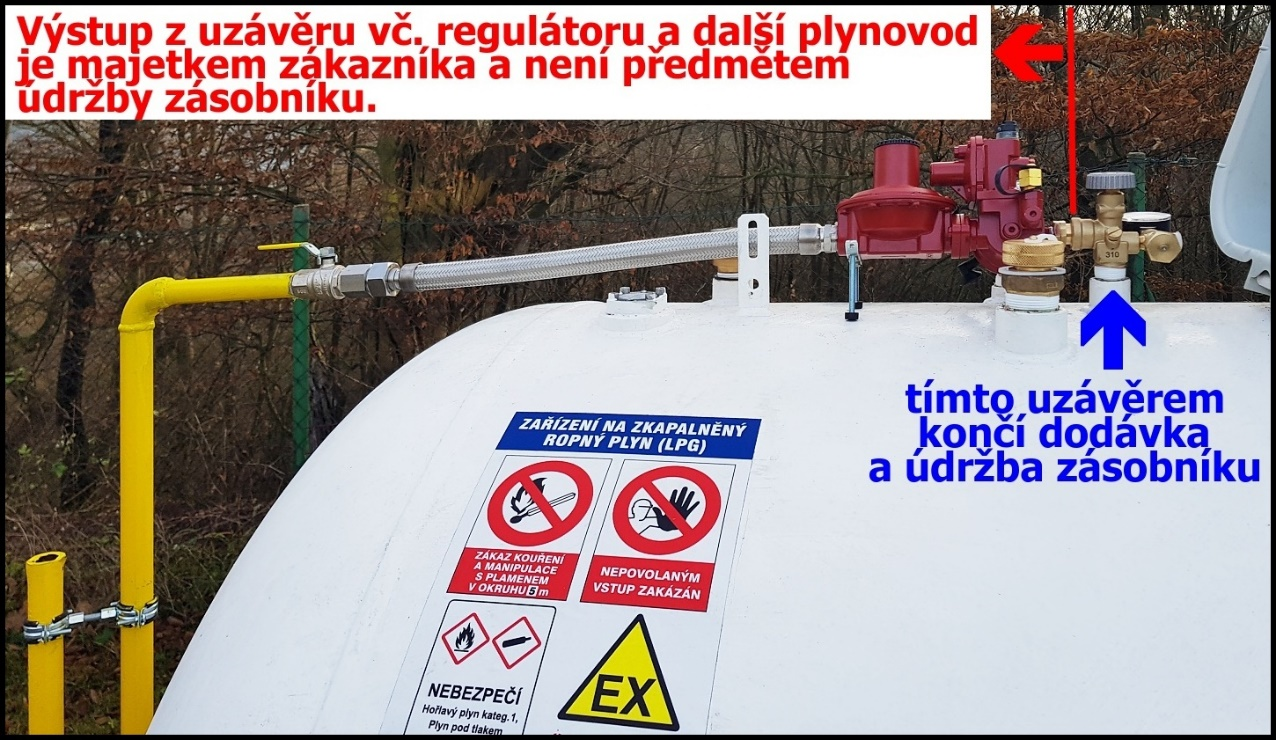 Výstup z uzávěru vč. regulátoru a další plynovod
je majetkem zákazníka a není předmětem
údržby zásobníku.
310
tímto uzávěrem
končí dodávka
a údržba zásobníku
ZAŘÍZENÍ NA ZKAPALNĚNÝ
ROPNÝ PLYN (LPG)
ZÁKAZ KOUŘENÍ
A MANIPULACE
S PLAMENEM
V OKRUHU 5 m
NEPOVOLANÝM
VSTUP ZAKÁZÁN
NEBEZPEČÍ
Hořlavý plyn kateg.1,
Plyn pod tlakem
EX